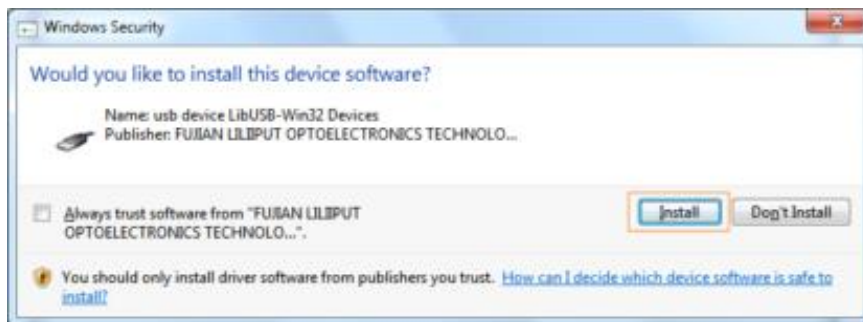 Windows Security
Would you like to install this device software?
Name: usb device LibUSB-Win32 Devices
Publisher: FUJIAN LILLIPUT OPTOELECTRONICS TECHNOLO...
Always trust software from "FUJIAN LILLIPUT
OPTOELECTRONICS TECHNOLO...".
Install
Don't Install
You should only install driver software from publishers you trust. How can I decide which device software is safe to
install?